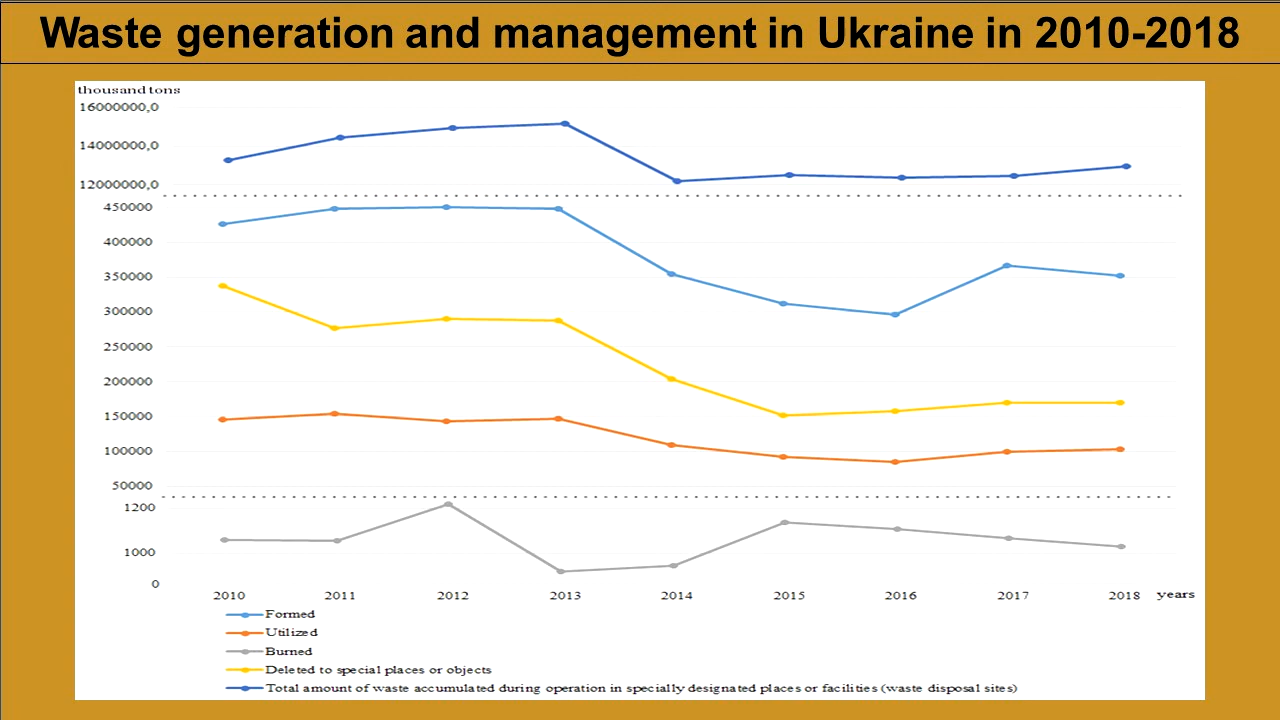 Waste generation and management in Ukraine in 2010-2018
thousand tons
16000000,0
14000000,0
12000000,0
450000
400000
350000
300000
250000
200000
150000
100000
50000
1200
1000
0
2010 2011 2012 2013 2014 2015 2016 2017 2018 years
Formed
Utilized
Burned
Deleted to special places or objects
Total amount of waste accumulated during operation in specially designated places or facilities (waste disposal sites)